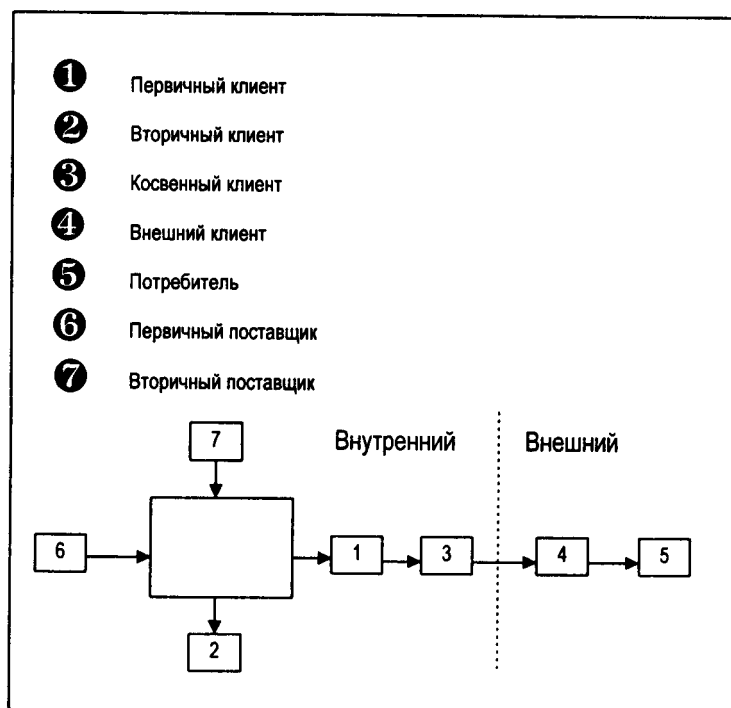 1 Первичный клиент
2 Вторичный клиент
3 Косвенный клиент
4 Внешний клиент
5 Потребитель
6 Первичный поставщик
7 Вторичный поставщик
7 Внутренний Внешний
6 1 3 4 5
2